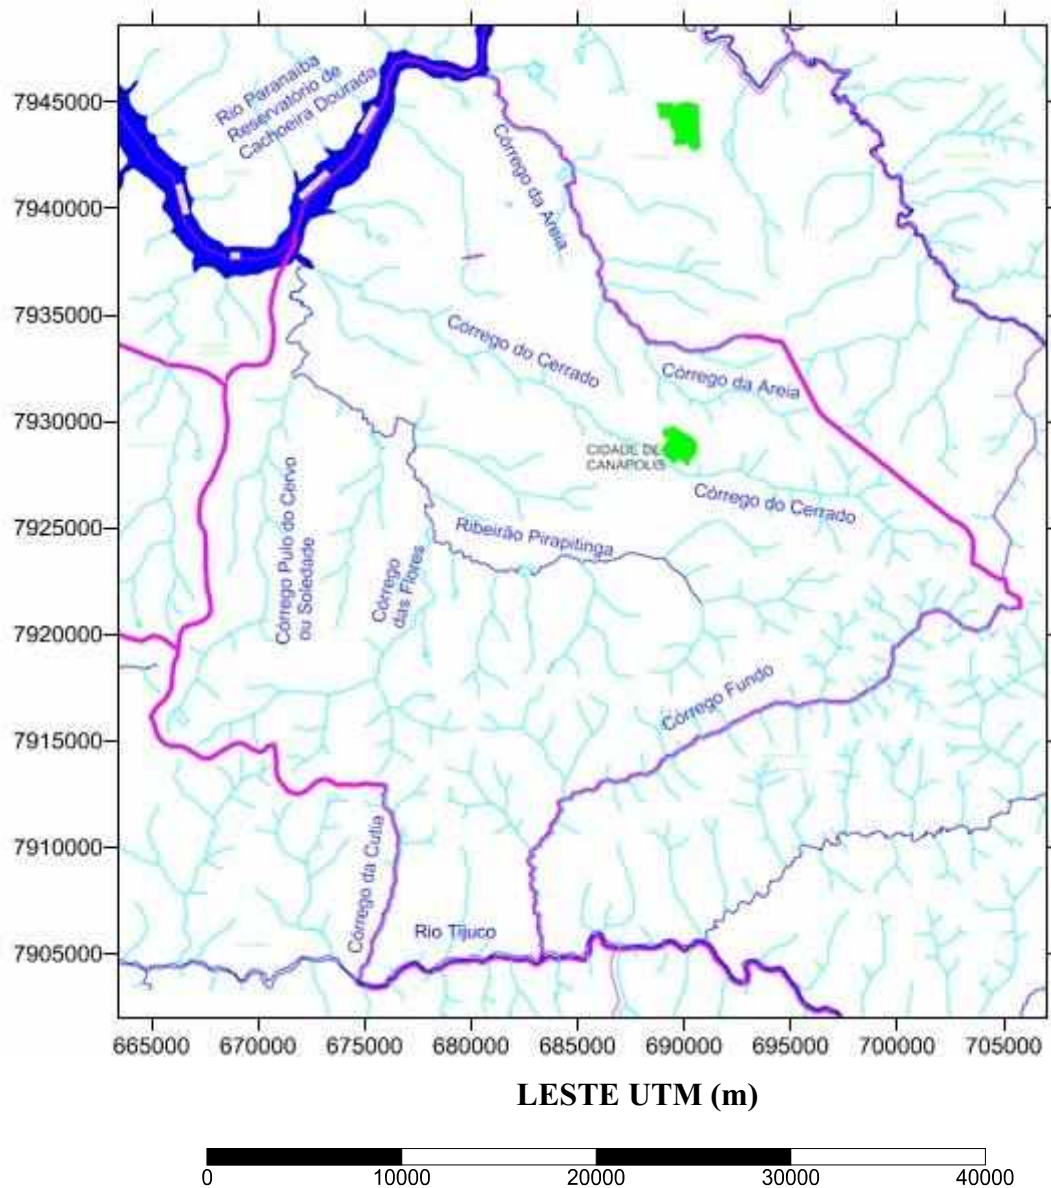 Rio Paranaíba
Reservatório de
Cachoeira Dourada
7945000
7940000
7935000
7930000
7925000
7920000
7915000
7910000
7905000
Córrego da Areia
Córrego do Cerrado
Córrego da Areia
CIDADE DE
CANÁPOLIS
Córrego do Cerrado
Ribeirão Pirapitinga
Córrego Pulo do Cervo
ou Soledade
Córrego
das Flores
Córrego Fundo
Córrego da Cutia
Rio Tijuco
665000 670000 675000 680000 685000 690000 695000 700000 705000
LESTE UTM (m)
0 10000 20000 30000 40000